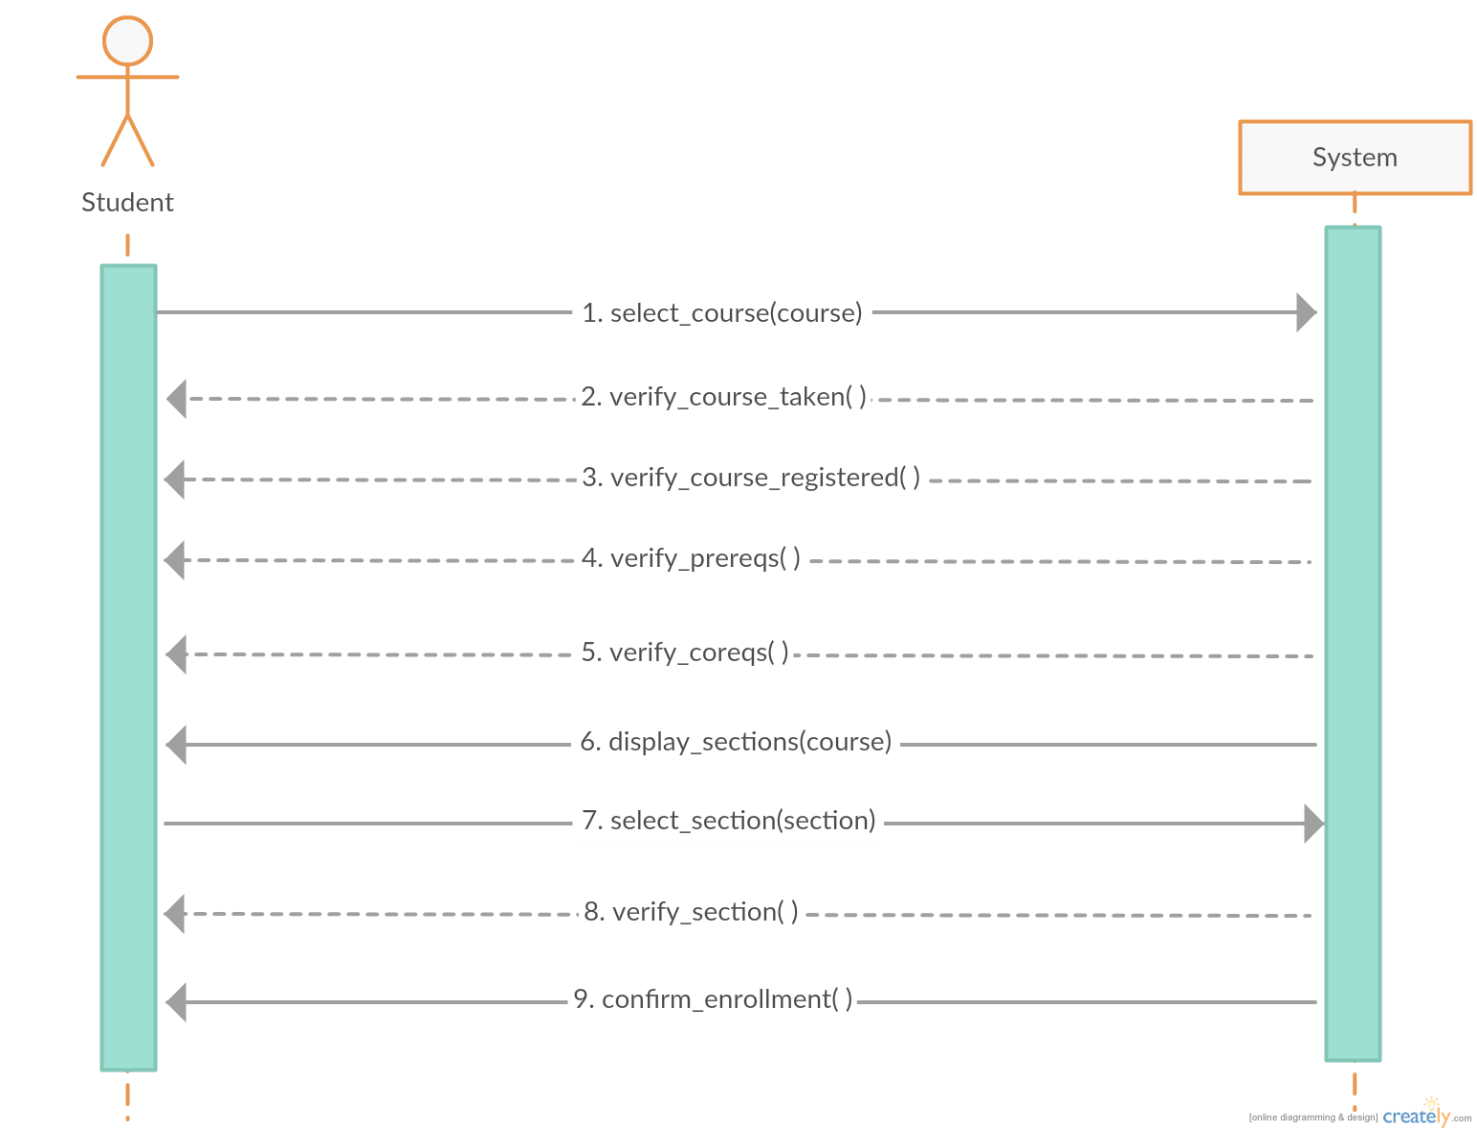 System
Student
1. select_course(course)
2. verify_course_taken( )
3. verify_course_registered( )
4. verify_prereqs( )
5. verify_coreqs( )
6. display_sections(course)
7. select_section(section)
8. verify_section( )
9. confirm_enrollment( )
[online diagramming & design] creately.com